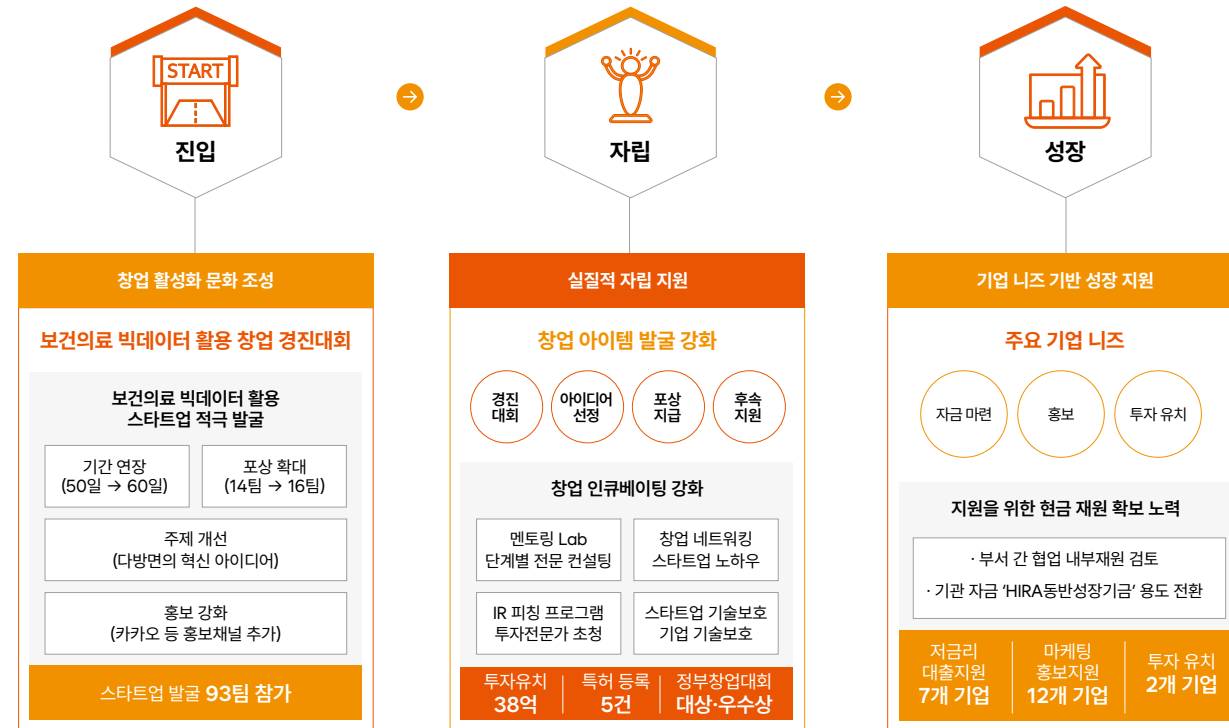 START
진입
창업 활성화 문화 조성
보건의료 빅데이터 활용 창업 경진대회
보건의료 빅데이터 활용
스타트업 적극 발굴
기간 연장
(50일 → 60일)
포상 확대
(14팀 → 16팀)
주제 개선
(다방면의 혁신 아이디어)
홍보 강화
(카카오 등 홍보채널 추가)
스타트업 발굴 93팀 참가
자립
실질적 자립 지원
창업 아이템 발굴 강화
경진
대회
아이디어
선정
포상
지급
후속
지원
창업 인큐베이팅 강화
멘토링 Lab
단계별 전문 컨설팅
창업 네트워킹
스타트업 노하우
IR 피칭 프로그램
투자전문가 초청
스타트업 기술보호
기업 기술보호
투자유치
38억
특허 등록
5건
정부창업대회
대상·우수상
성장
기업 니즈 기반 성장 지원
주요 기업 니즈
자금 마련
홍보
투자 유치
지원을 위한 현금 재원 확보 노력
· 부서 간 협업 내부재원 검토
· 기관 자금 ‘HIRA동반성장기금’ 용도 전환
저금리
대출지원
7개 기업
마케팅
홍보지원
12개 기업
투자 유치
2개 기업